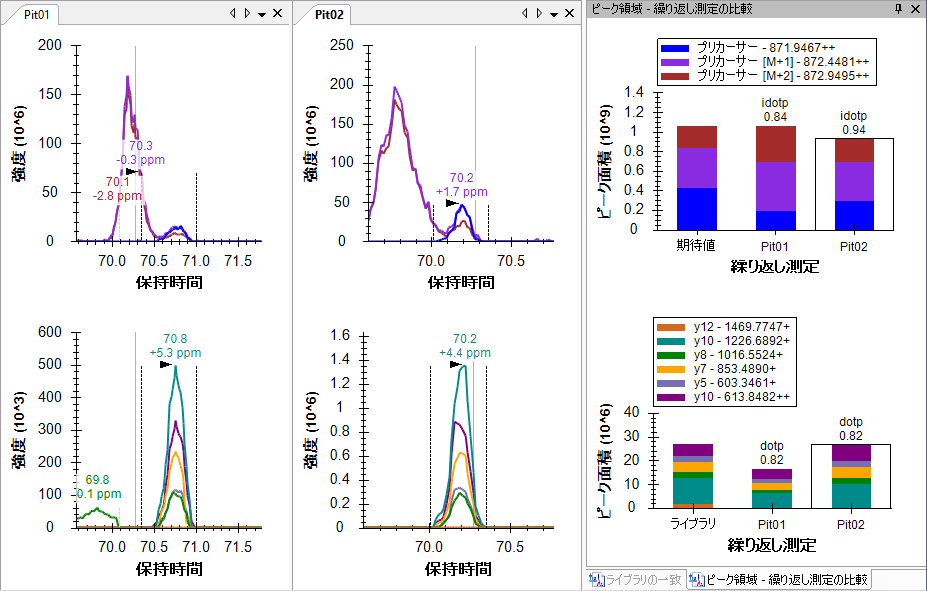 Pit01
200
150
100
50
0
強度 (10^6)
70.3
-0.3 ppm
70.1
-2.8 ppm
70.0 70.5 71.0 71.5
保持時間
600
500
400
300
200
100
0
強度 (10^3)
70.8
+5.3 ppm
69.8
0.1 ppm
70.0 70.5 71.0 71.5
保持時間
Pit02
250
200
150
100
50
0
強度 (10^6)
70.2
+1.7 ppm
70.0 70.5
保持時間
1.6
1.4
1.2
1
0.8
0.6
0.4
0.2
0
強度 (10^6)
70.2
+4.4 ppm
70.0 70.5
保持時間
ピーク領域 - 繰り返し測定の比較
プリカーサー - 871.9467++
プリカーサー [M+1] - 872.4481++
プリカーサー [M+2] - 872.9495++
1.4
1.2
1
0.8
0.6
0.4
0.2
0
ピーク面積 (10^9)
idotp
0.84
idotp
0.94
期待値 Pit01 Pit02
繰り返し測定
y12 - 1469.7747+
y10 - 1226.6892+
y8 - 1016.5524+
y7 - 853.4890+
y5 - 603.3461+
y10 - 613.8482++
40
30
20
10
0
ピーク面積 (10^6)
dotp
0.82
dotp
0.82
ライブラリ Pit01 Pit02
繰り返し測定
ライブラリの一致 ピーク領域 - 繰り返し測定の比較